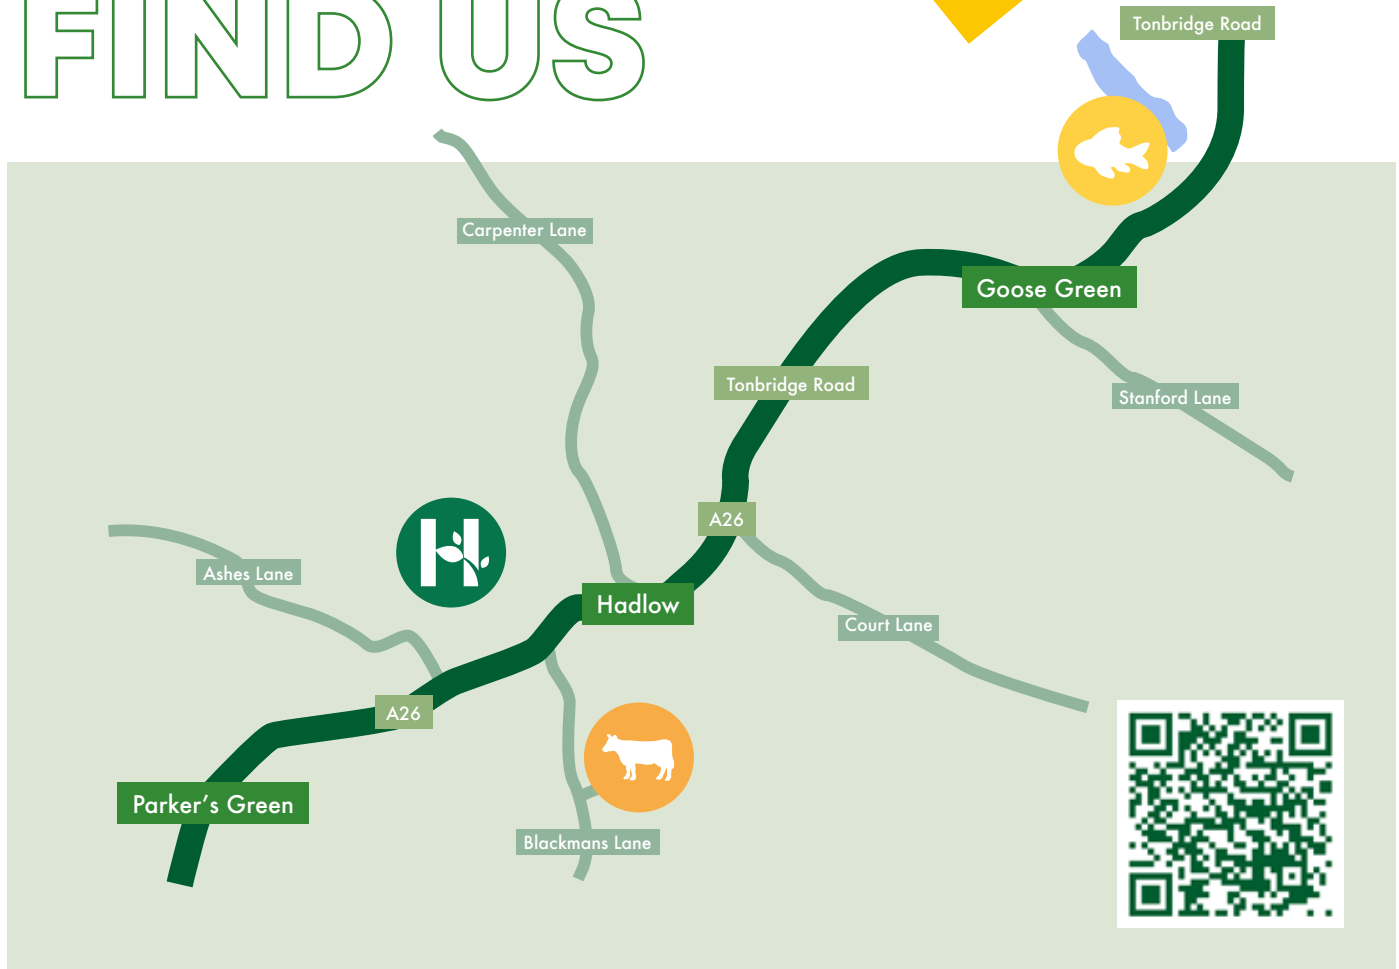 FIND US
Tonbridge Road
Carpenter Lane
Goose Green
Tonbridge Road
Stanford Lane
A26
H
Ashes Lane
Hadlow
Court Lane
A26
Parker's Green
Blackmans Lane